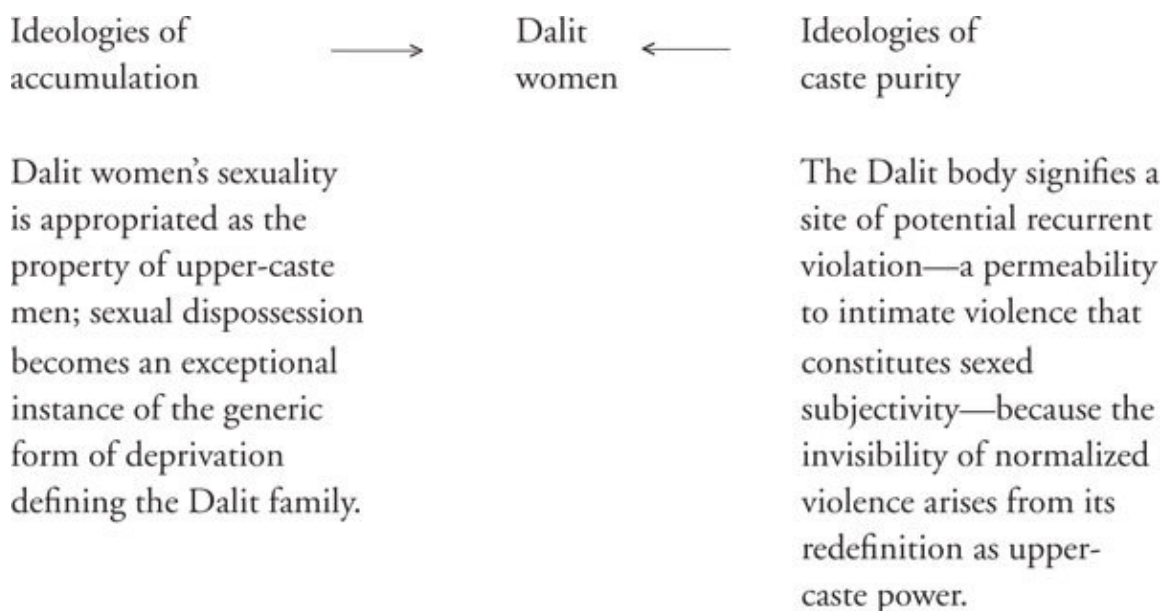 Ideologies of
accumulation
Dalit
women
Ideologies of
caste purity
Dalit women’s sexuality
is appropriated as the
property of upper-caste
men; sexual dispossession
becomes an exceptional
instance of the generic
form of deprivation
defining the Dalit family.
The Dalit body signifies a
site of potential recurrent
violation—a permeability
to intimate violence that
constitutes sexed
subjectivity—because the
invisibility of normalized
violence arises from its
redefinition as upper-
caste power.